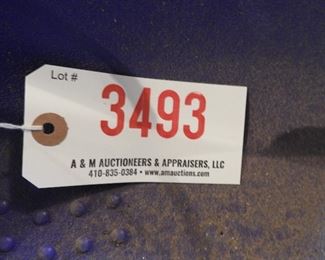 Lot #
3493
A & M AUCTIONEERS & APPRAISERS, LLC
410-835-0384 • www.amauctions.com